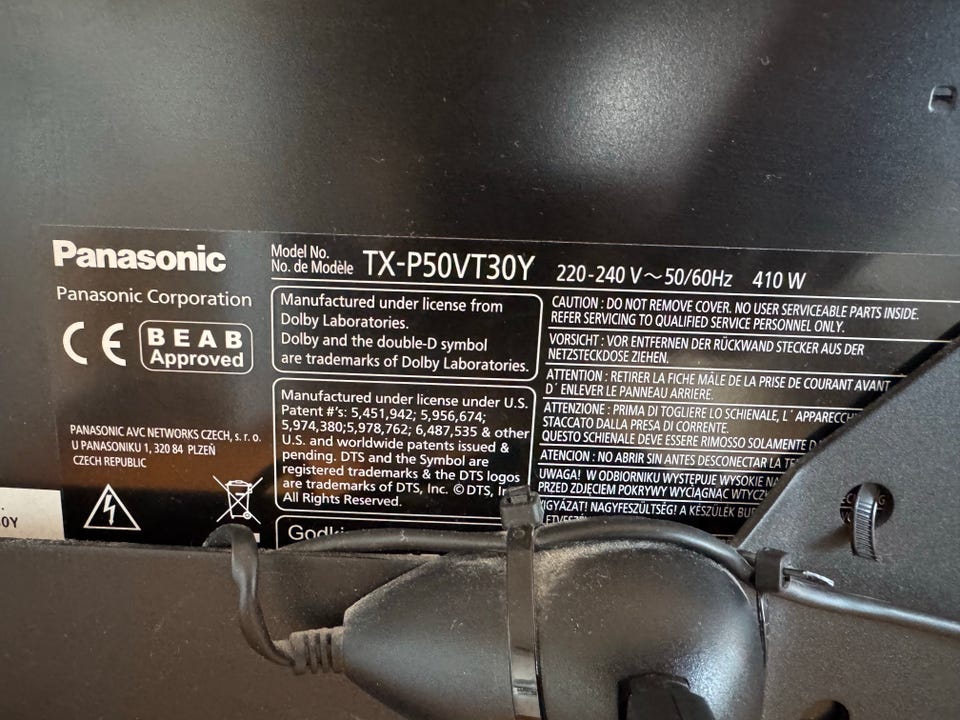 Panasonic
Panasonic Corporation
CE
BEAB
Approved
PANASONIC AVC NETWORKS CZECH, s. r. o.
U PANASONIKU 1, 320 84 PLZEŇ
CZECH REPUBLIC
Model No.
No. de Modèle
TX-P50VT30Y
220-240 V～50/60Hz 410 W
Manufactured under license from
Dolby Laboratories.
Dolby and the double-D symbol
are trademarks of Dolby Laboratories.
Manufactured under license under U.S.
Patent #'s: 5,451,942; 5,956,674;
5,974,380;5,978,762; 6,487,535 & other
U.S. and worldwide patents issued &
pending. DTS and the Symbol are
registered trademarks & the DTS logos
are trademarks of DTS, Inc. © DTS,
All Rights Reserved.
CAUTION : DO NOT REMOVE COVER. NO USER SERVICEABLE PARTS INSIDE.
REFER SERVICING TO QUALIFIED SERVICE PERSONNEL ONLY.
VORSICHT : VOR ENTFERNEN DER RÜCKWAND STECKER AUS DER
NETZSTECKDOSE ZIEHEN.
ATTENTION : RETIRER LA FICHE MÂLE DE LA PRISE DE COURANT AVANT
D´ ENLEVER LE PANNEAU ARRIERE.
ATTENZIONE : PRIMA DI TOGLIERE LO SCHIENALE, L´
STACCATO DALLA PRESA DI CORRENTE.
QUESTO SCHIENALE DEVE ESSERE RIMOSSO SOLAMENTE
ATENCION : NO ABRIR SIN ANTES DESCONECTAR LA
UWAGA! W ODBIORNIKU WYSTĘPUJE WYSOKIE
PRZED ZDJĘCIEM POKRYWY WYCIĄGNĄĆ
VIGYÁZAT! NAGYFESZÜLTSÉG! A KÉSZÜLÉK
0Y